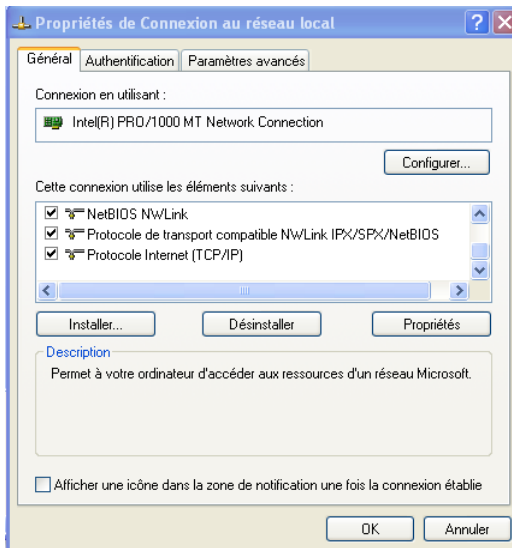 Propriétés de Connexion au réseau local
Général Authentification Paramètres avancés
Connexion en utilisant :
Intel(R) PRO/1000 MT Network Connection
Configurer...
Cette connexion utilise les éléments suivants :
NetBIOS NWLink
Protocole de transport compatible NWLink IPX/SPX/NetBIOS
Protocole Internet (TCP/IP)
Installer... Désinstaller Propriétés
Description
Permet à votre ordinateur d'accéder aux ressources d'un réseau Microsoft.
Afficher une icône dans la zone de notification une fois la connexion établie
OK Annuler